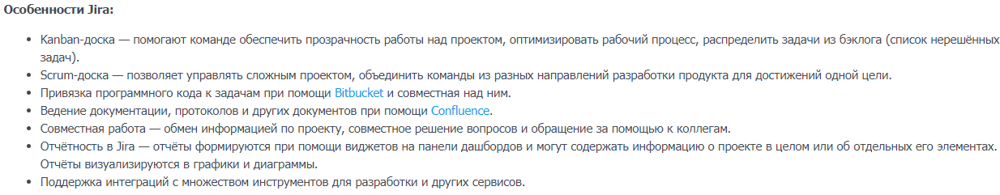 Особенности Jira:
• Kanban-доска — помогают команде обеспечить прозрачность работы над проектом, оптимизировать рабочий процесс, распределить задачи из бэклога (список нерешённых
задач).
• Scrum-доска — позволяет управлять сложным проектом, объединить команды из разных направлений разработки продукта для достижений одной цели.
• Привязка программного кода к задачам при помощи Bitbucket и совместная над ним.
• Ведение документации, протоколов и других документов при помощи Confluence.
• Совместная работа — обмен информацией по проекту, совместное решение вопросов и обращение за помощью к коллегам.
• Отчётность в Jira — отчёты формируются при помощи виджетов на панели дашбордов и могут содержать информацию о проекте в целом или об отдельных его элементах.
Отчёты визуализируются в графики и диаграммы.
• Поддержка интеграций с множеством инструментов для разработки и других сервисов.